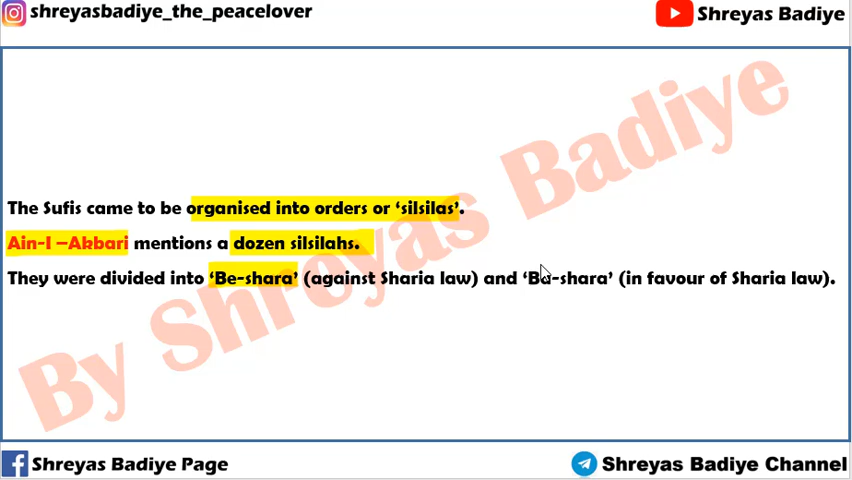 shreyasbadiye_the_peacelover
Shreyas Badiye
By Shreyas Badiye
The Sufis came to be organised into orders or ‘silsilas’.
Ain-I –Akbari mentions a dozen silsilahs.
They were divided into ‘Be-shara’ (against Sharia law) and ‘Ba-shara’ (in favour of Sharia law).
Shreyas Badiye Page
Shreyas Badiye Channel